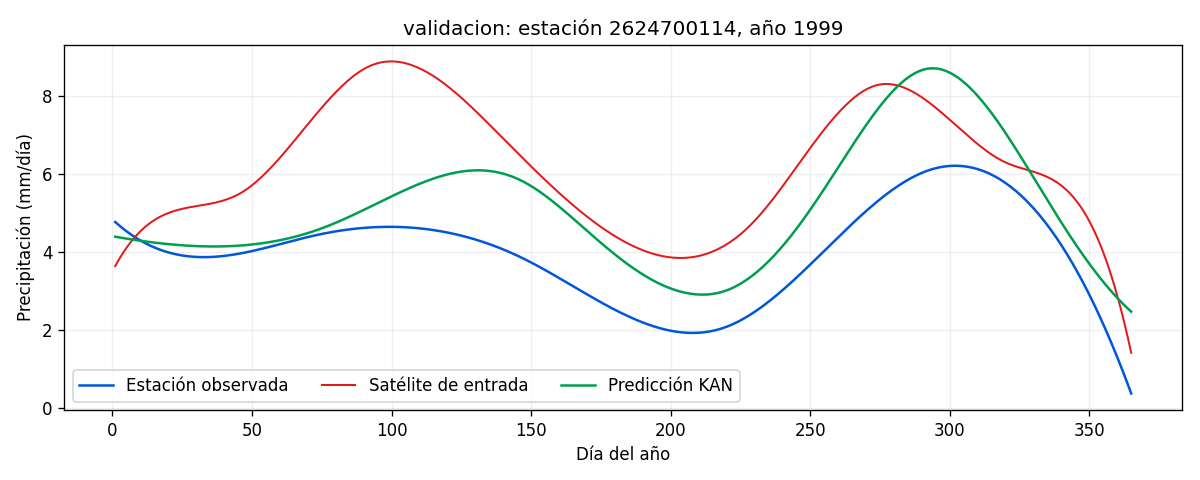 validacion: estación 2624700114, año 1999
Precipitación (mm/día)
8
6
4
2
0
Estación observada
Satélite de entrada
Predicción KAN
0 50 100 150 200 250 300 350
Día del año